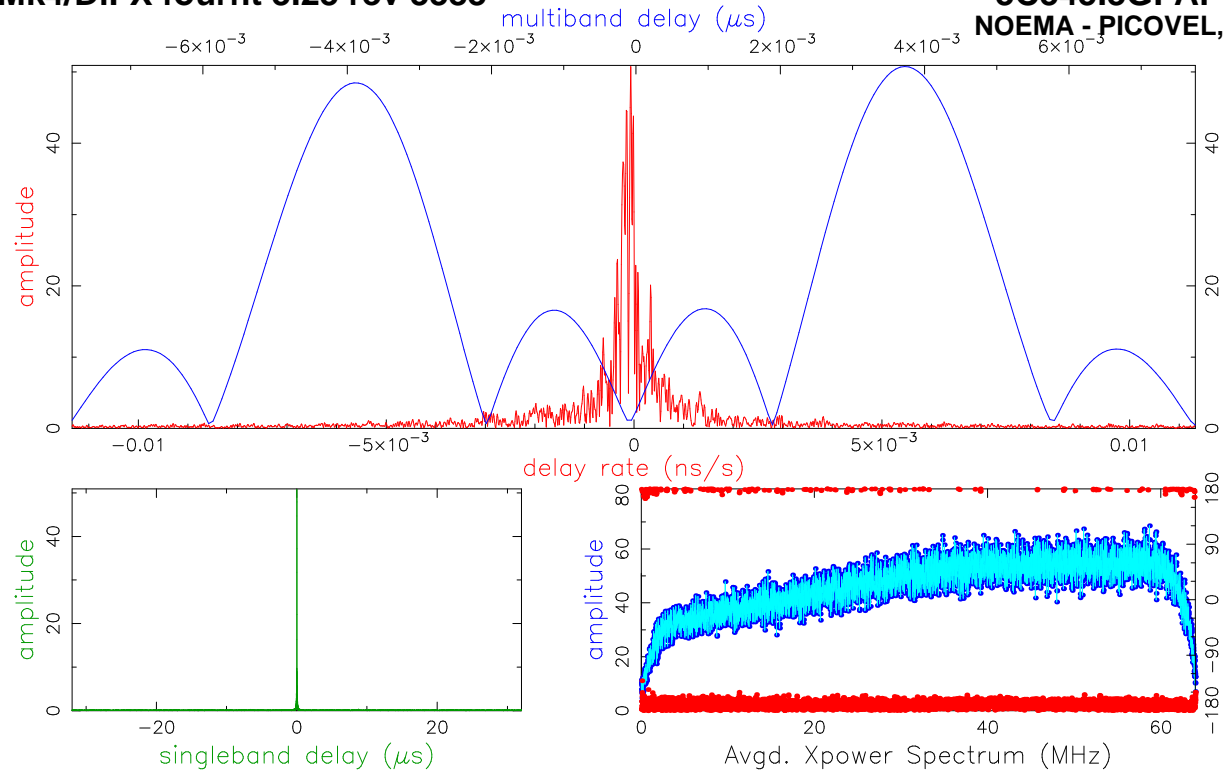 multiband delay (μs)
NOEMA - PICOVEL,
−6×10⁻³ −4×10⁻³ −2×10⁻³ 0 2×10⁻³ 4×10⁻³ 6×10⁻³
amplitude
0 20 40
0 20 40
−0.01 −5×10⁻³ 0 5×10⁻³ 0.01
delay rate (ns/s)
amplitude
0 20 40
−20 0 20
singleband delay (μs)
amplitude
0 20 40 60 80
−180 −90 0 90 180
0 20 40 60
Avgd. Xpower Spectrum (MHz)